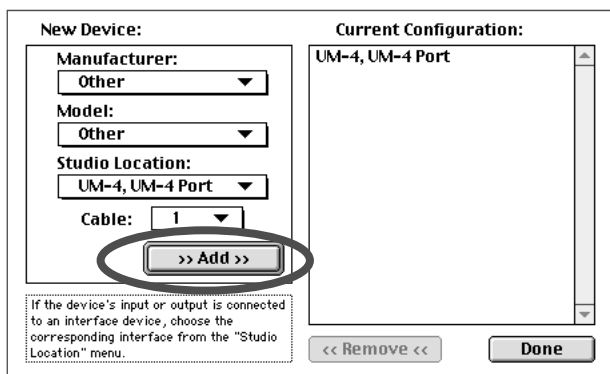 New Device:
Manufacturer:
Other
Model:
Other
Studio Location:
UM-4, UM-4 Port
Cable: 1
>> Add >>
If the device's input or output is connected
to an interface device, choose the
corresponding interface from the "Studio
Location" menu.
Current Configuration:
UM-4, UM-4 Port
<< Remove <<
Done